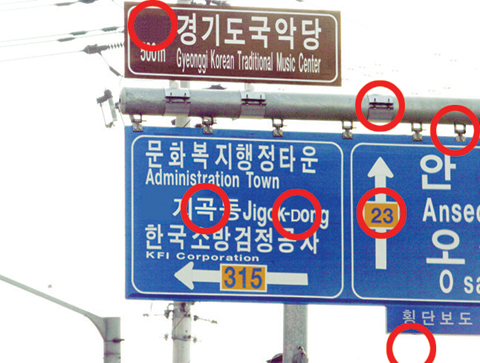 경기도국악당
500m Gyeonggi Korean Traditional Music Center
문화복지행정타운
Administration Town
지곡동 Jigok-Dong
한국소방검정공사
KFI Corporation
315
안
Anse
23
오
O sa
횡단보도